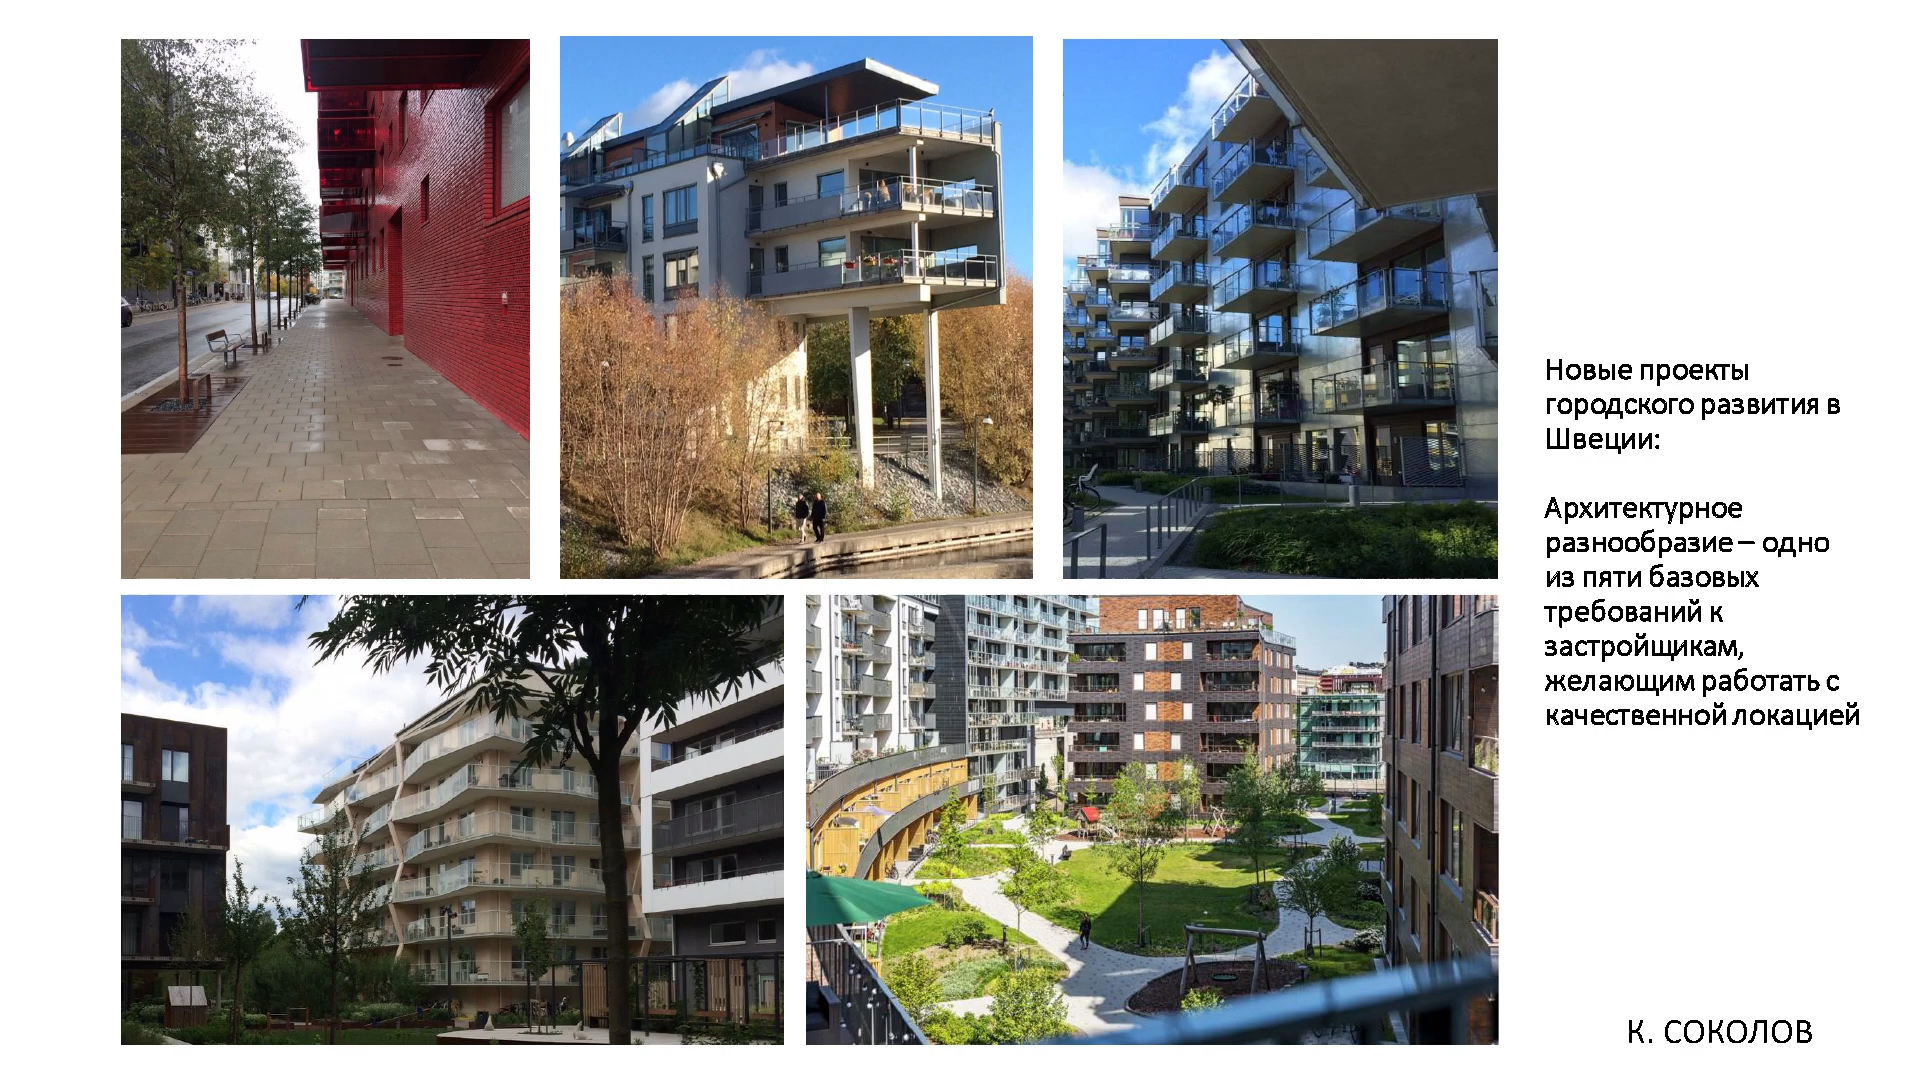 Новые проекты
городского развития в
Швеции:
Архитектурное
разнообразие – одно
из пяти базовых
требований к
застройщикам,
желающим работать с
качественной локацией
К. СОКОЛОВ